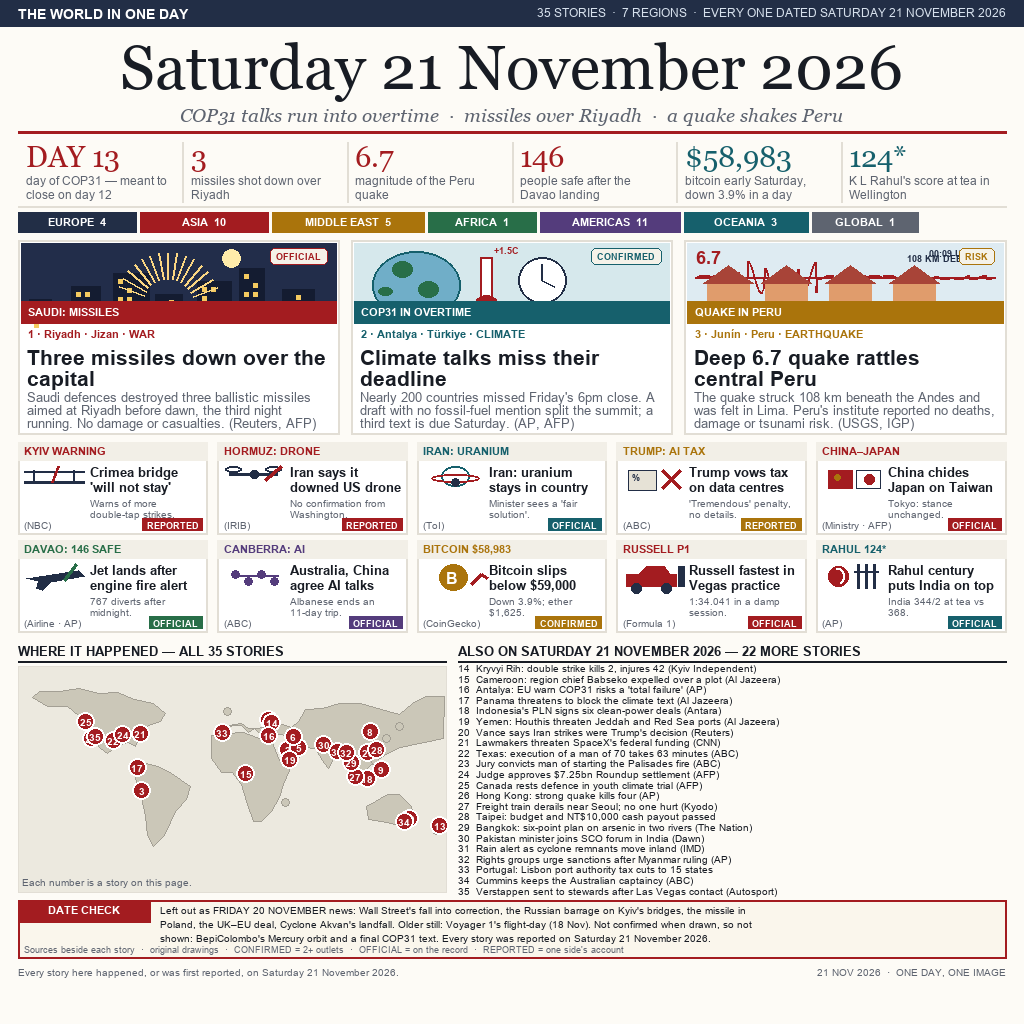 THE WORLD IN ONE DAY
35 STORIES · 7 REGIONS · EVERY ONE DATED SATURDAY 21 NOVEMBER 2026
Saturday 21 November 2026
COP31 talks run into overtime · missiles over Riyadh · a quake shakes Peru
DAY 13
day of COP31 — meant to
close on day 12
3
missiles shot down over
Riyadh
6.7
magnitude of the Peru
quake
146
people safe after the
Davao landing
$58,983
bitcoin early Saturday,
down 3.9% in a day
124*
K L Rahul's score at tea in
Wellington
EUROPE 4
ASIA 10
MIDDLE EAST 5
AFRICA 1
AMERICAS 11
OCEANIA 3
GLOBAL 1
OFFICIAL
SAUDI: MISSILES
1 · Riyadh · Jizan · WAR
Three missiles down over the
capital
Saudi defences destroyed three ballistic missiles
aimed at Riyadh before dawn, the third night
running. No damage or casualties. (Reuters, AFP)
+1.5C
CONFIRMED
COP31 IN OVERTIME
2 · Antalya · Türkiye · CLIMATE
Climate talks miss their
deadline
Nearly 200 countries missed Friday's 6pm close. A
draft with no fossil-fuel mention split the summit; a
third text is due Saturday. (AP, AFP)
6.7
00:09
108 KM
RISK
QUAKE IN PERU
3 · Junín · Peru · EARTHQUAKE
Deep 6.7 quake rattles
central Peru
The quake struck 108 km beneath the Andes and
was felt in Lima. Peru's institute reported no deaths,
damage or tsunami risk. (USGS, IGP)
KYIV WARNING
Crimea bridge
'will not stay'
Warns of more
double-tap strikes.
(NBC)
REPORTED
HORMUZ: DRONE
Iran says it
downed US drone
No confirmation from
Washington.
(IRIB)
REPORTED
IRAN: URANIUM
Iran: uranium
stays in country
Minister sees a 'fair
solution'.
(ToI)
OFFICIAL
TRUMP: AI TAX
%
Trump vows tax
on data centres
'Tremendous' penalty,
no details.
(ABC)
REPORTED
CHINA–JAPAN
China chides
Japan on Taiwan
Tokyo: stance
unchanged.
(Ministry · AFP)
OFFICIAL
DAVAO: 146 SAFE
Jet lands after
engine fire alert
767 diverts after
midnight.
(Airline · AP)
OFFICIAL
CANBERRA: AI
Australia, China
agree AI talks
Albanese ends an
11-day trip.
(ABC)
OFFICIAL
BITCOIN $58,983
B
Bitcoin slips
below $59,000
Down 3.9%; ether
$1,625.
(CoinGecko)
CONFIRMED
RUSSELL P1
Russell fastest in
Vegas practice
1:34.041 in a damp
session.
(Formula 1)
OFFICIAL
RAHUL 124*
Rahul century
puts India on top
India 344/2 at tea vs
368.
(AP)
OFFICIAL
WHERE IT HAPPENED — ALL 35 STORIES
25
35
24
21
17
3
33
14
16
6
5
19
15
30
32
29
8
28
27
8
9
34
13
Each number is a story on this page.
ALSO ON SATURDAY 21 NOVEMBER 2026 — 22 MORE STORIES
14 Kryvyi Rih: double strike kills 2, injures 42 (Kyiv Independent)
15 Cameroon: region chief Babseko expelled over a plot (Al Jazeera)
16 Antalya: EU warn COP31 risks a 'total failure' (AP)
17 Panama threatens to block the climate text (Al Jazeera)
18 Indonesia's PLN signs six clean-power deals (Antara)
19 Yemen: Houthis threaten Jeddah and Red Sea ports (Al Jazeera)
20 Vance says Iran strikes were Trump's decision (Reuters)
21 Lawmakers threaten SpaceX's federal funding (CNN)
22 Texas: execution of a man of 70 takes 63 minutes (ABC)
23 Jury convicts man of starting the Palisades fire (ABC)
24 Judge approves $7.25bn Roundup settlement (AFP)
25 Canada rests defence in youth climate trial (AFP)
26 Hong Kong: strong quake kills four (AP)
27 Freight train derails near Seoul; no one hurt (Kyodo)
28 Taipei: budget and NT$10,000 cash payout passed
29 Bangkok: six-point plan on arsenic in two rivers (The Nation)
30 Pakistan minister joins SCO forum in India (Dawn)
31 Rain alert as cyclone remnants move inland (IMD)
32 Rights groups urge sanctions after Myanmar ruling (AP)
33 Portugal: Lisbon port authority tax cuts to 15 states
34 Cummins keeps the Australian captaincy (ABC)
35 Verstappen sent to stewards after Las Vegas contact (Autosport)
DATE CHECK
Left out as FRIDAY 20 NOVEMBER news: Wall Street's fall into correction, the Russian barrage on Kyiv's bridges, the missile in
Poland, the UK–EU deal, Cyclone Akvan's landfall. Older still: Voyager 1's flight-day (18 Nov). Not confirmed when drawn, so not
shown: BepiColombo's Mercury orbit and a final COP31 text. Every story was reported on Saturday 21 November 2026.
Sources beside each story · original drawings · CONFIRMED = 2+ outlets · OFFICIAL = on the record · REPORTED = one side's account
Every story here happened, or was first reported, on Saturday 21 November 2026.
21 NOV 2026 · ONE DAY, ONE IMAGE